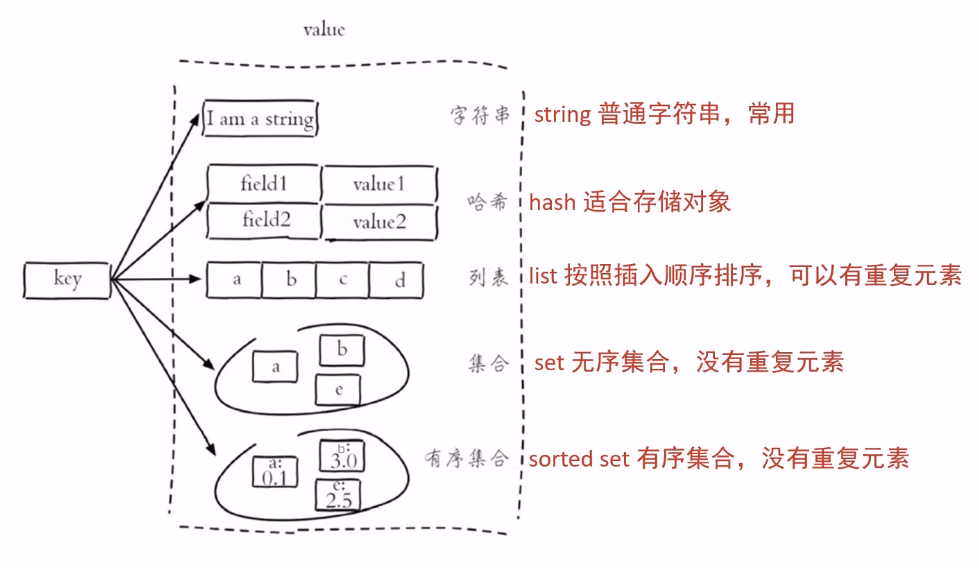 value
I am a string
字符串
string 普通字符串，常用
field1
value1
field2
value2
哈希
hash 适合存储对象
key
a
b
c
d
列表
list 按照插入顺序排序，可以有重复元素
a
b
e
集合
set 无序集合，没有重复元素
a:
0.1
b:
3.0
c:
2.5
有序集合
sorted set 有序集合，没有重复元素